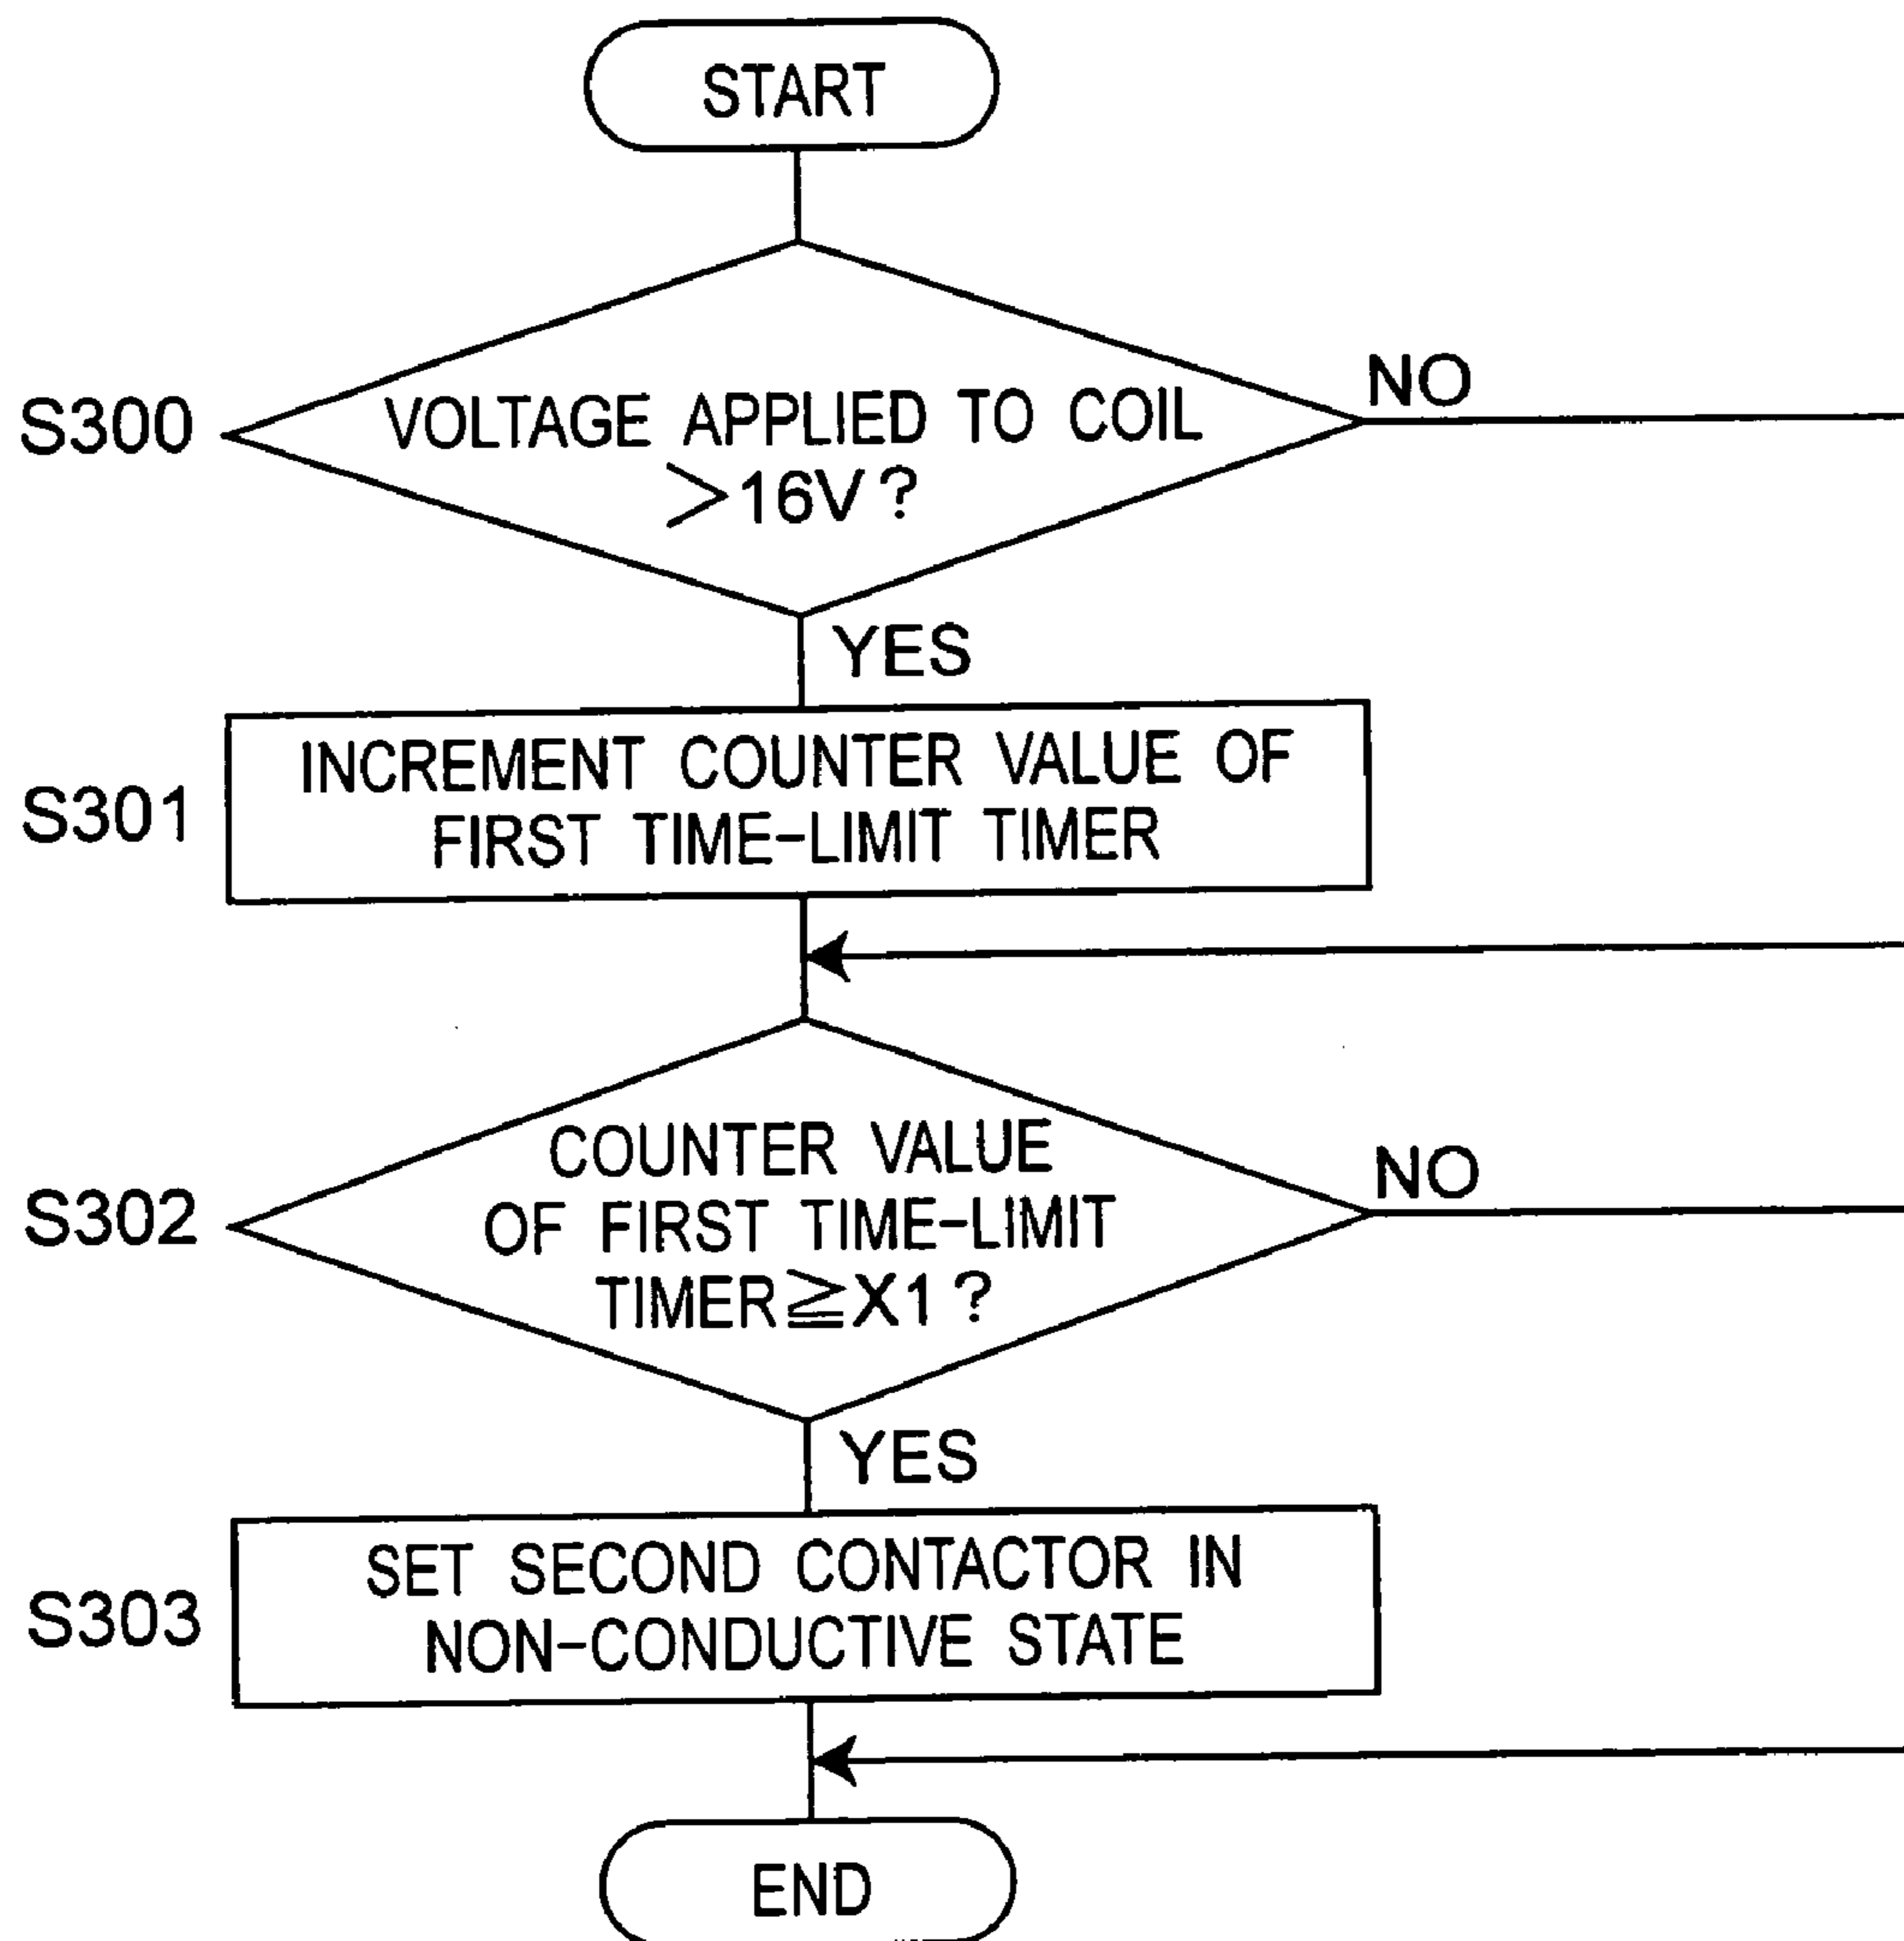 START
S300
VOLTAGE APPLIED TO COIL
>16V?
NO
YES
S301
INCREMENT COUNTER VALUE OF
FIRST TIME-LIMIT TIMER
S302
COUNTER VALUE
OF FIRST TIME-LIMIT
TIMER≧X1?
NO
YES
S303
SET SECOND CONTACTOR IN
NON-CONDUCTIVE STATE
END